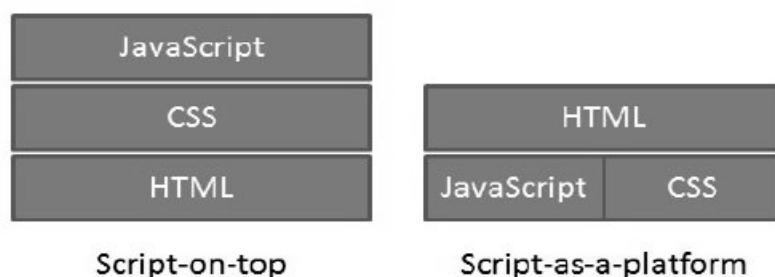 JavaScript
CSS
HTML
Script-on-top
HTML
JavaScript CSS
Script-as-a-platform